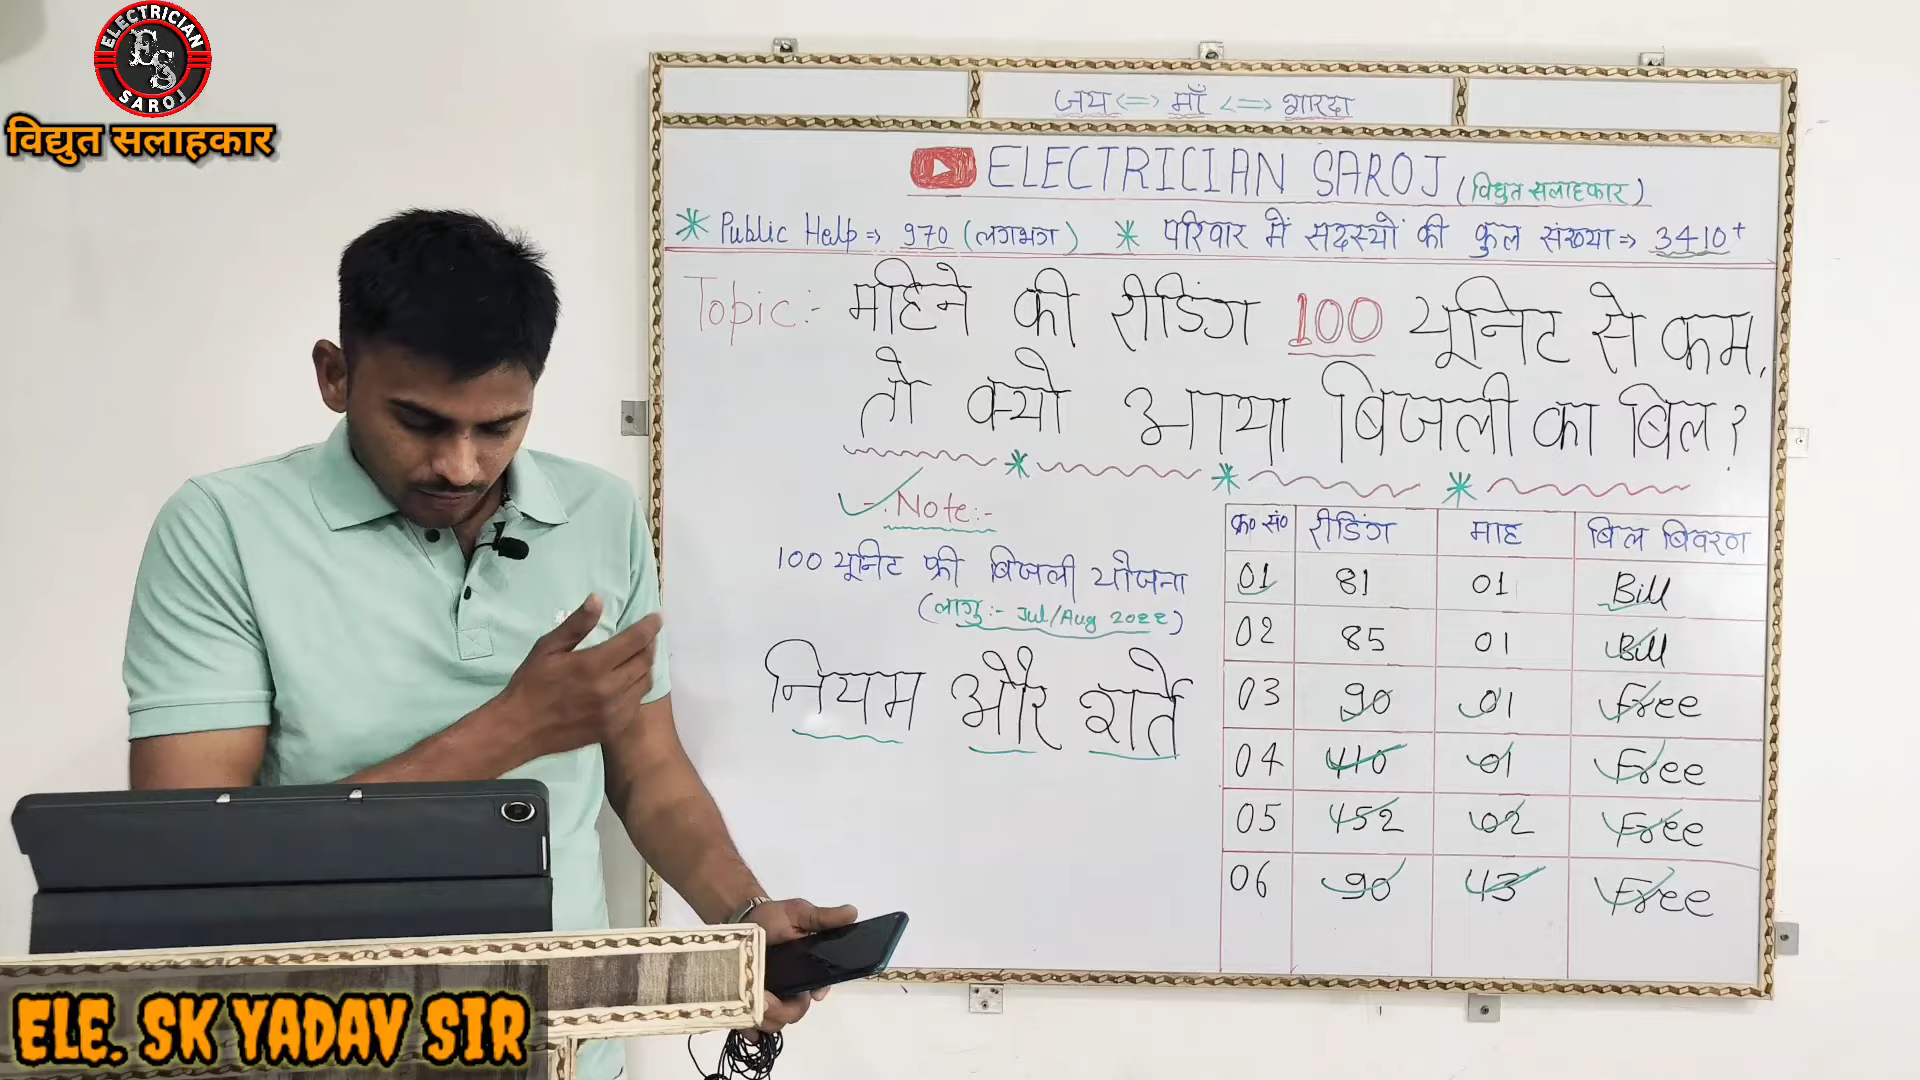 ELECTRICIAN
ES
SAROJ
विद्युत सलाहकार
जय <=> माँ <=> शारदा
ELECTRICIAN SAROJ (विद्युत सलाहकार)
* Public Help => 970 (लगभग) * परिवार में सदस्यों की कुल संख्या => 3410+
Topic:- महिने की रीडिंग 100 यूनिट से कम,
तो क्यो आया बिजली का बिल?
Note:-
100 यूनिट फ्री बिजली योजना
(लागु:- Jul/Aug 2022)
नियम और शर्ते
क्र० सं० रीडिंग माह बिल विवरण
01 81 01 Bill
02 85 01 Bill
03 90 01 Free
04 410 01 Free
05 452 02 Free
06 90 43 Free
ELE. SK YADAV SIR